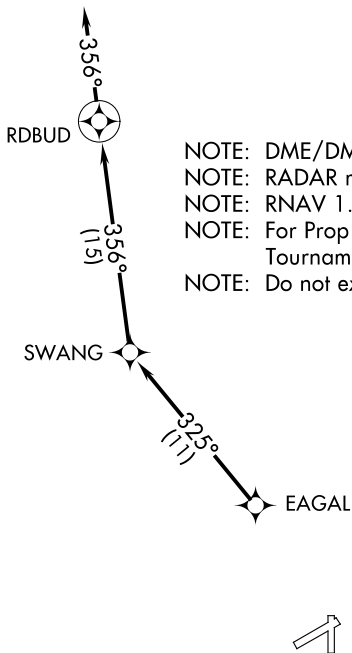 356°
RDBUD
NOTE: DME/DM
NOTE: RADAR
NOTE: RNAV 1.
NOTE: For Prop
Tournam
NOTE: Do not ex
356°
(15)
SWANG
325°
(11)
EAGAL